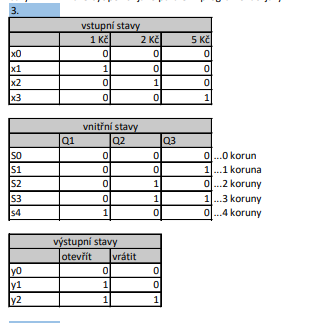 3.
vstupní stavy
1 Kč 2 Kč 5 Kč
x0 0 0 0
x1 1 0 0
x2 0 1 0
x3 0 0 1
vnitřní stavy
Q1 Q2 Q3
S0 0 0 0 ...0 korun
S1 0 0 1 ...1 koruna
S2 0 1 0 ...2 koruny
S3 0 1 1 ...3 koruny
s4 1 0 0 ...4 koruny
výstupní stavy
otevřít vrátit
y0 0 0
y1 1 0
y2 1 1